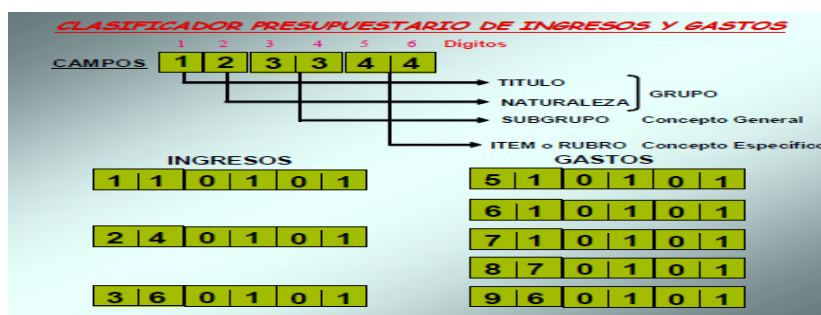 CLASIFICADOR PRESUPUESTARIO DE INGRESOS Y GASTOS
1 2 3 4 5 6 Digitos
CAMPOS 1 2 3 3 4 4
TITULO
NATURALEZA
GRUPO
SUBGRUPO Concepto General
ITEM o RUBRO Concepto Especifico
INGRESOS
1 1 0 1 0 1
2 4 0 1 0 1
3 6 0 1 0 1
GASTOS
5 1 0 1 0 1
6 1 0 1 0 1
7 1 0 1 0 1
8 7 0 1 0 1
9 6 0 1 0 1